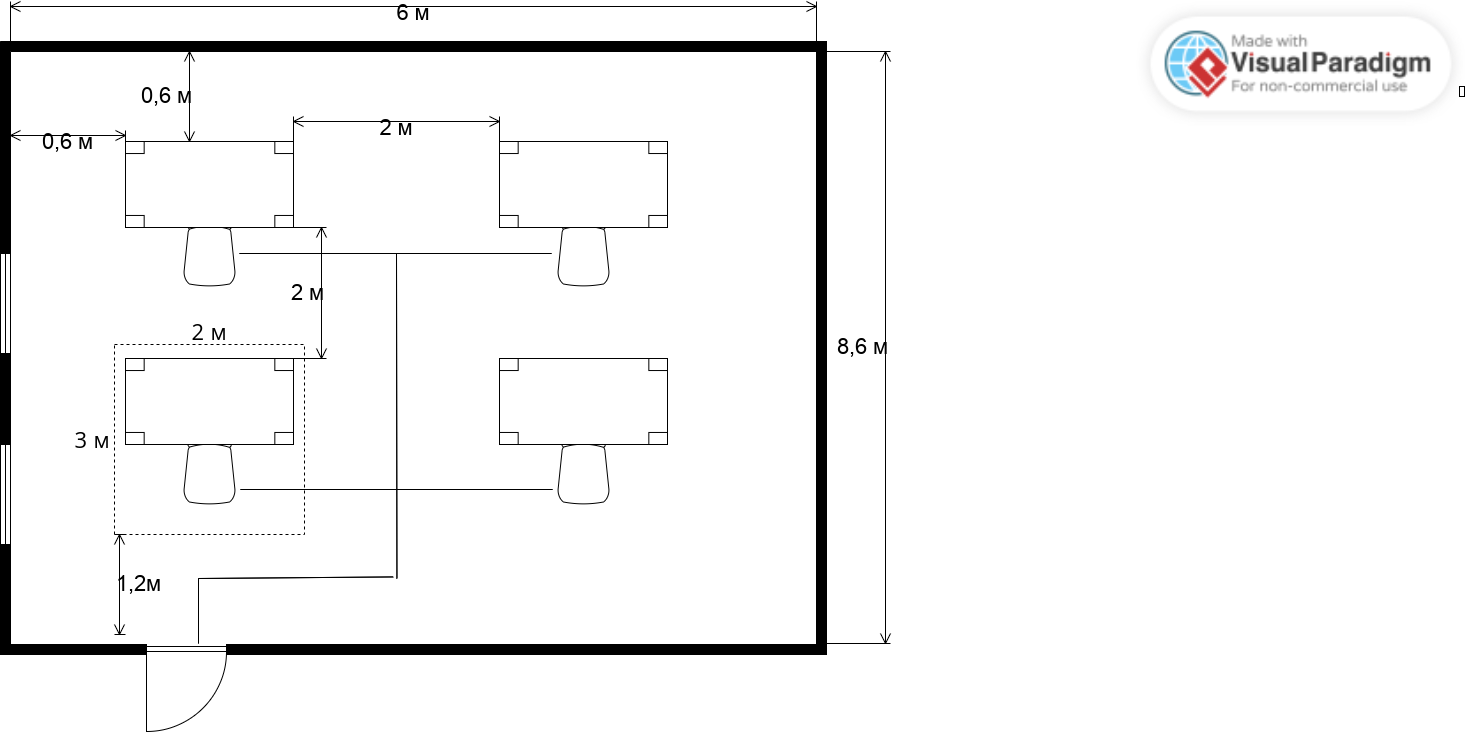 6 м
Made with
Visual Paradigm
For non-commercial use
0,6 м
2 м
0,6 м
2 м
2 м
8,6 м
3 м
1,2м